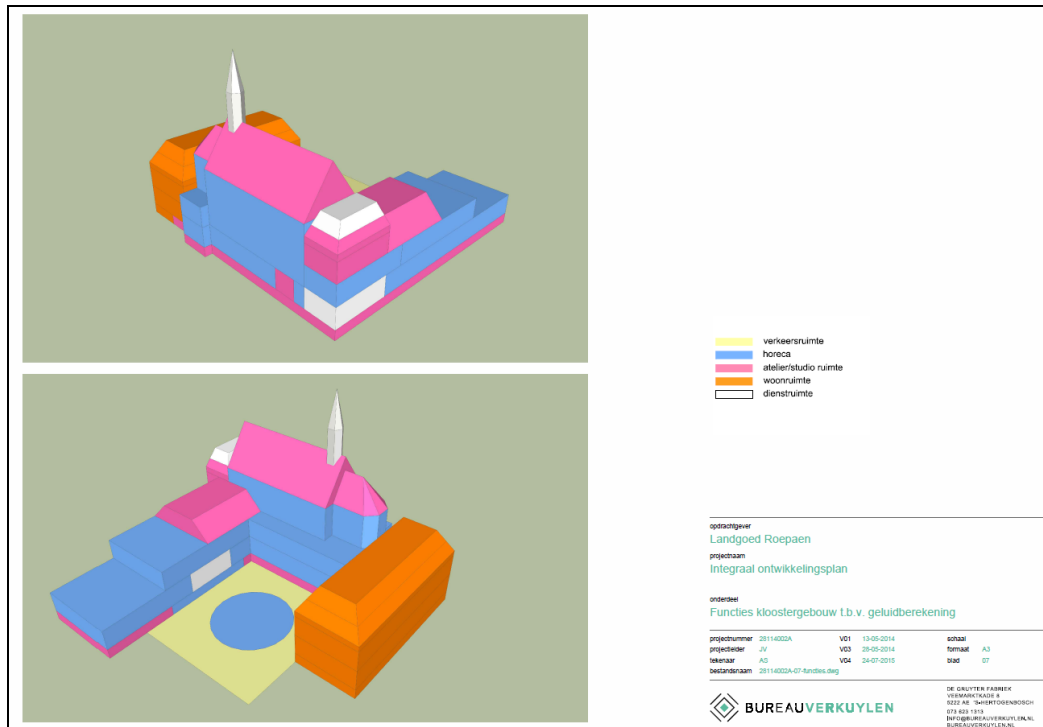 verkeersruimte
horeca
atelier/studio ruimte
woonruimte
dienstruimte
opdrachtgever
Landgoed Roepaen
projectnaam
Integraal ontwikkelingsplan
onderdeel
Functies kloostergebouw t.b.v. geluidberekening
projectnummer 28114002A V01 13-05-2014 schaal
projectleider JV V03 28-05-2014 formaat A3
tekenaar AS V04 24-07-2015 blad 07
bestandsnaam 28114002A-07-functies.dwg
BUREAUVERKUYLEN
DE GRUYTER FABRIEK
VEEMARKTKADE 8
5222 AE 'S-HERTOGENBOSCH
073 623 1313
INFO@BUREAUVERKUYLEN.NL
BUREAUVERKUYLEN.NL